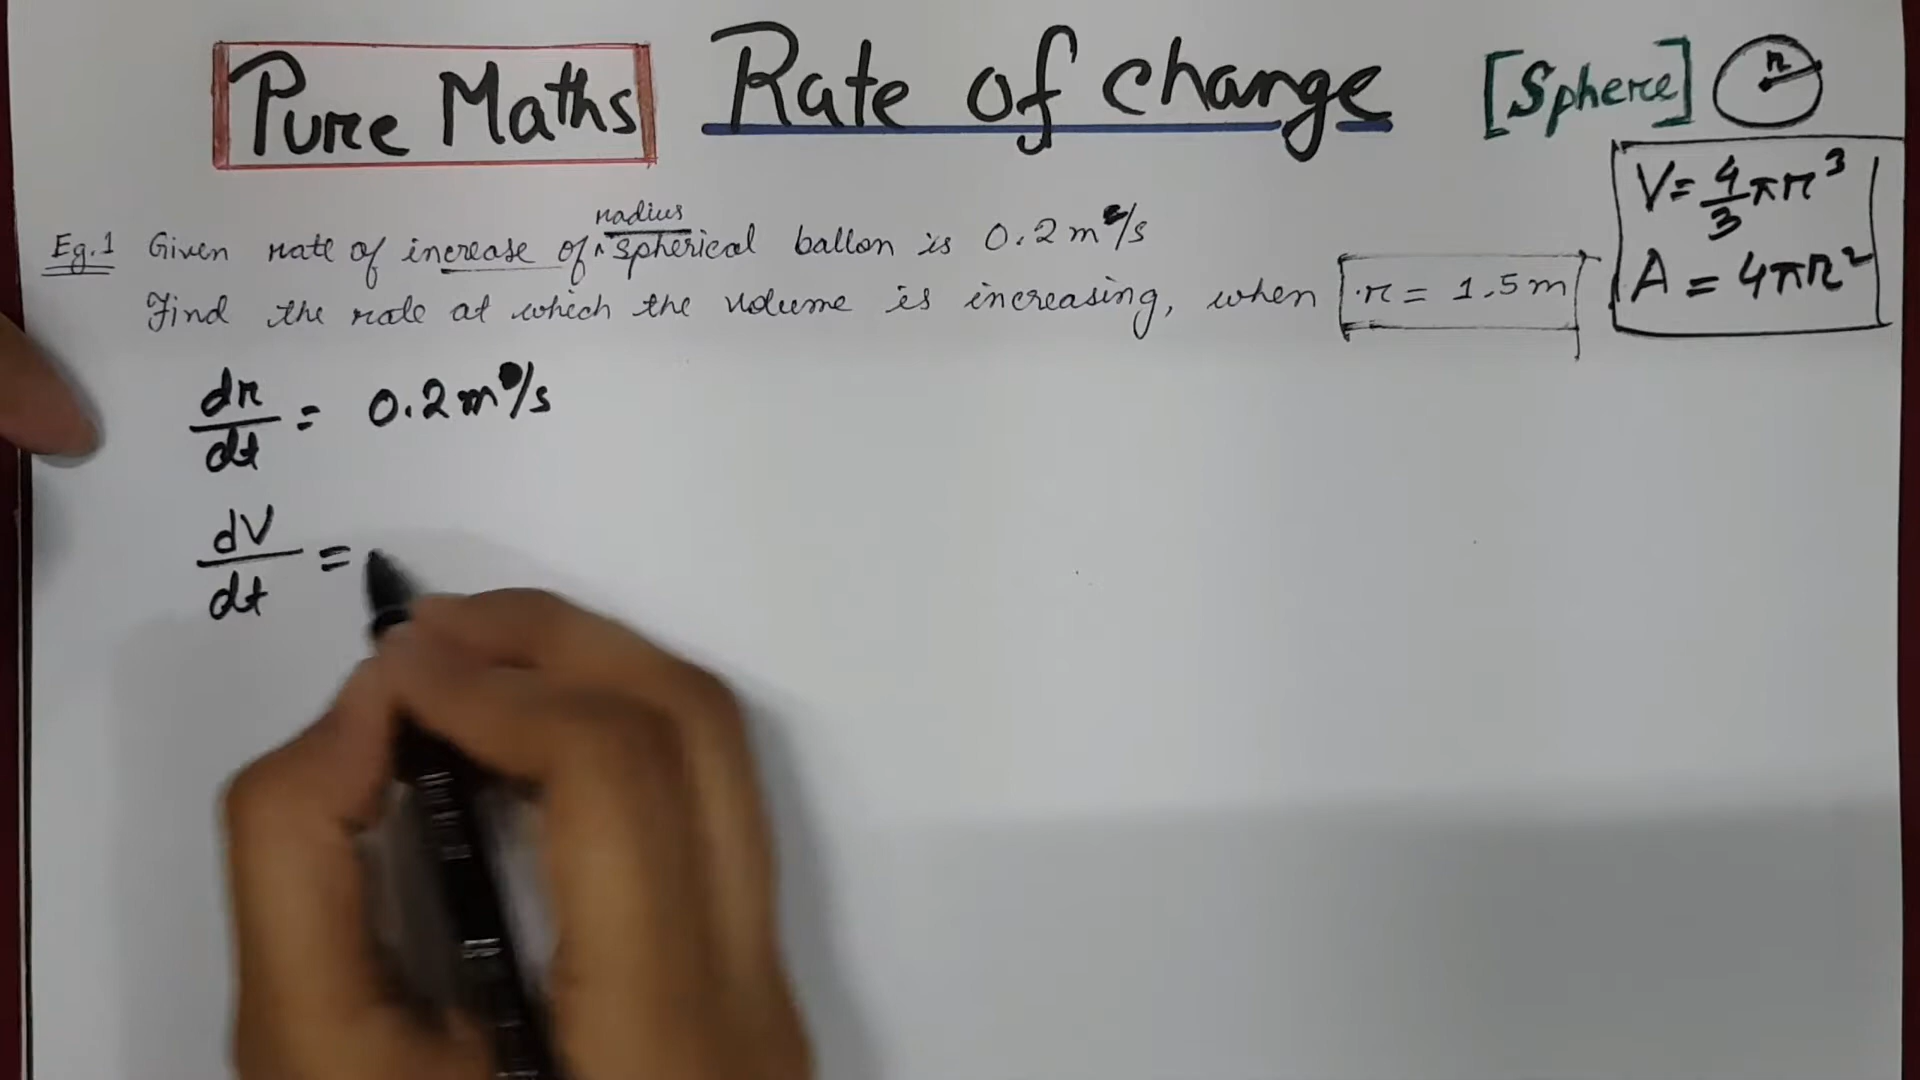 Pure Maths Rate of change [Sphere] r
V = 4/3 πr³
A = 4πr²
radius
Eg.1 Given rate of increase of ^ spherical ballon is 0.2 m/s
Find the rate at which the volume is increasing, when r = 1.5 m
dr/dt = 0.2 m/s
dV/dt =